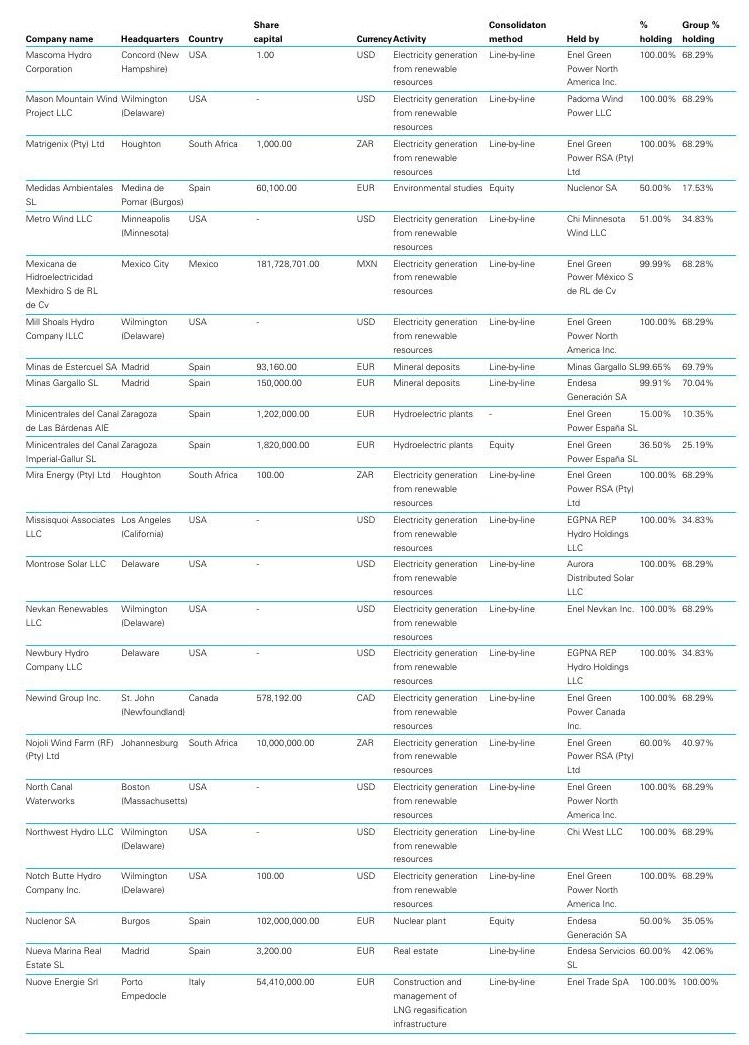 Company name Headquarters Country Share capital Currency Activity Consolidaton method Held by % holding Group % holding
Mascoma Hydro Corporation Concord (New Hampshire) USA 1.00 USD Electricity generation from renewable resources Line-by-line Enel Green Power North America Inc. 100.00% 68.29%
Mason Mountain Wind Project LLC Wilmington (Delaware) USA - USD Electricity generation from renewable resources Line-by-line Padoma Wind Power LLC 100.00% 68.29%
Matrigenix (Pty) Ltd Houghton South Africa 1,000.00 ZAR Electricity generation from renewable resources Line-by-line Enel Green Power RSA (Pty) Ltd 100.00% 68.29%
Medidas Ambientales SL Medina de Pomar (Burgos) Spain 60,100.00 EUR Environmental studies Equity Nuclenor SA 50.00% 17.53%
Metro Wind LLC Minneapolis (Minnesota) USA - USD Electricity generation from renewable resources Line-by-line Chi Minnesota Wind LLC 51.00% 34.83%
Mexicana de Hidroelectricidad Mexhidro S de RL de Cv Mexico City Mexico 181,728,701.00 MXN Electricity generation from renewable resources Line-by-line Enel Green Power México S de RL de Cv 99.99% 68.28%
Mill Shoals Hydro Company ILLC Wilmington (Delaware) USA - USD Electricity generation from renewable resources Line-by-line Enel Green Power North America Inc. 100.00% 68.29%
Minas de Estercuel SA Madrid Spain 93,160.00 EUR Mineral deposits Line-by-line Minas Gargallo SL 99.65% 69.79%
Minas Gargallo SL Madrid Spain 150,000.00 EUR Mineral deposits Line-by-line Endesa Generación SA 99.91% 70.04%
Minicentrales del Canal de Las Bárdenas AIE Zaragoza Spain 1,202,000.00 EUR Hydroelectric plants - Enel Green Power España SL 15.00% 10.35%
Minicentrales del Canal Imperial-Gallur SL Zaragoza Spain 1,820,000.00 EUR Hydroelectric plants Equity Enel Green Power España SL 36.50% 25.19%
Mira Energy (Pty) Ltd Houghton South Africa 100.00 ZAR Electricity generation from renewable resources Line-by-line Enel Green Power RSA (Pty) Ltd 100.00% 68.29%
Missisquoi Associates LLC Los Angeles (California) USA - USD Electricity generation from renewable resources Line-by-line EGPNA REP Hydro Holdings LLC 100.00% 34.83%
Montrose Solar LLC Delaware USA - USD Electricity generation from renewable resources Line-by-line Aurora Distributed Solar LLC 100.00% 68.29%
Nevkan Renewables LLC Wilmington (Delaware) USA - USD Electricity generation from renewable resources Line-by-line Enel Nevkan Inc. 100.00% 68.29%
Newbury Hydro Company LLC Delaware USA - USD Electricity generation from renewable resources Line-by-line EGPNA REP Hydro Holdings LLC 100.00% 34.83%
Newind Group Inc. St. John (Newfoundland) Canada 578,192.00 CAD Electricity generation from renewable resources Line-by-line Enel Green Power Canada Inc. 100.00% 68.29%
Nojoli Wind Farm (RF) (Pty) Ltd Johannesburg South Africa 10,000,000.00 ZAR Electricity generation from renewable resources Line-by-line Enel Green Power RSA (Pty) Ltd 60.00% 40.97%
North Canal Waterworks Boston (Massachusetts) USA - USD Electricity generation from renewable resources Line-by-line Enel Green Power North America Inc. 100.00% 68.29%
Northwest Hydro LLC Wilmington (Delaware) USA - USD Electricity generation from renewable resources Line-by-line Chi West LLC 100.00% 68.29%
Notch Butte Hydro Company Inc. Wilmington (Delaware) USA 100.00 USD Electricity generation from renewable resources Line-by-line Enel Green Power North America Inc. 100.00% 68.29%
Nuclenor SA Burgos Spain 102,000,000.00 EUR Nuclear plant Equity Endesa Generación SA 50.00% 35.05%
Nueva Marina Real Estate SL Madrid Spain 3,200.00 EUR Real estate Line-by-line Endesa Servicios SL 60.00% 42.06%
Nuove Energie Srl Porto Empedocle Italy 54,410,000.00 EUR Construction and management of LNG regasification infrastructure Line-by-line Enel Trade SpA 100.00% 100.00%